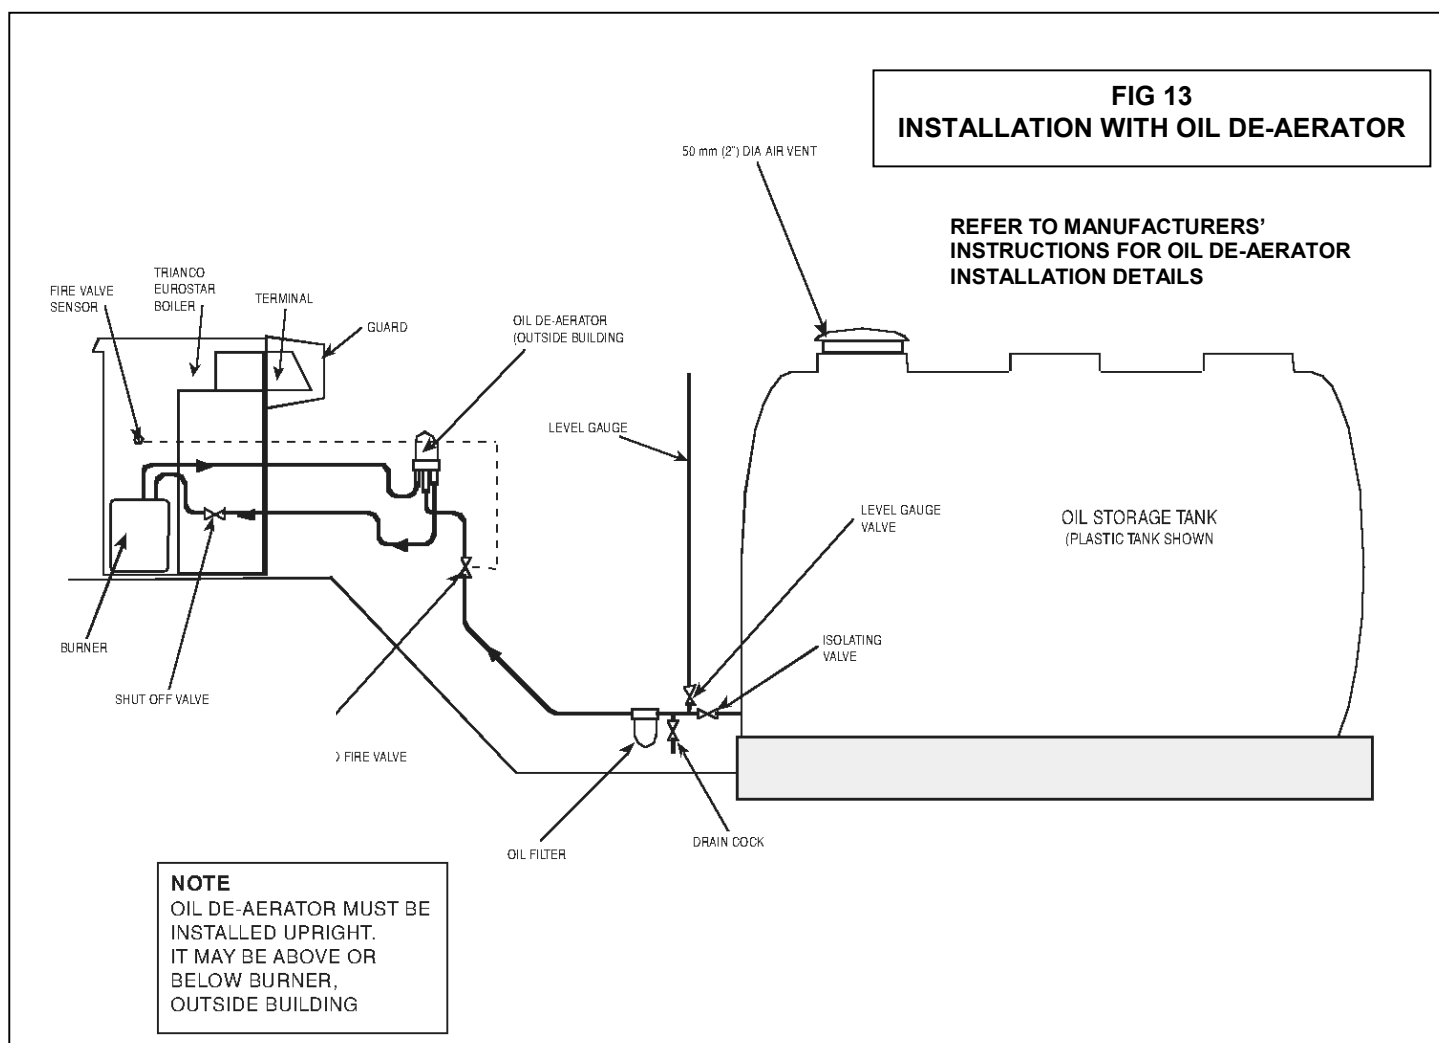 FIG 13
INSTALLATION WITH OIL DE-AERATOR
50 mm (2") DIA AIR VENT
REFER TO MANUFACTURERS'
INSTRUCTIONS FOR OIL DE-AERATOR
INSTALLATION DETAILS
FIRE VALVE
SENSOR
TRIANCO
EUROSTAR
BOILER
TERMINAL
GUARD
OIL DE-AERATOR
(OUTSIDE BUILDING
LEVEL GAUGE
LEVEL GAUGE
VALVE
OIL STORAGE TANK
(PLASTIC TANK SHOWN
ISOLATING
VALVE
BURNER
SHUT OFF VALVE
FIRE VALVE
OIL FILTER
DRAIN COCK
NOTE
OIL DE-AERATOR MUST BE
INSTALLED UPRIGHT.
IT MAY BE ABOVE OR
BELOW BURNER,
OUTSIDE BUILDING